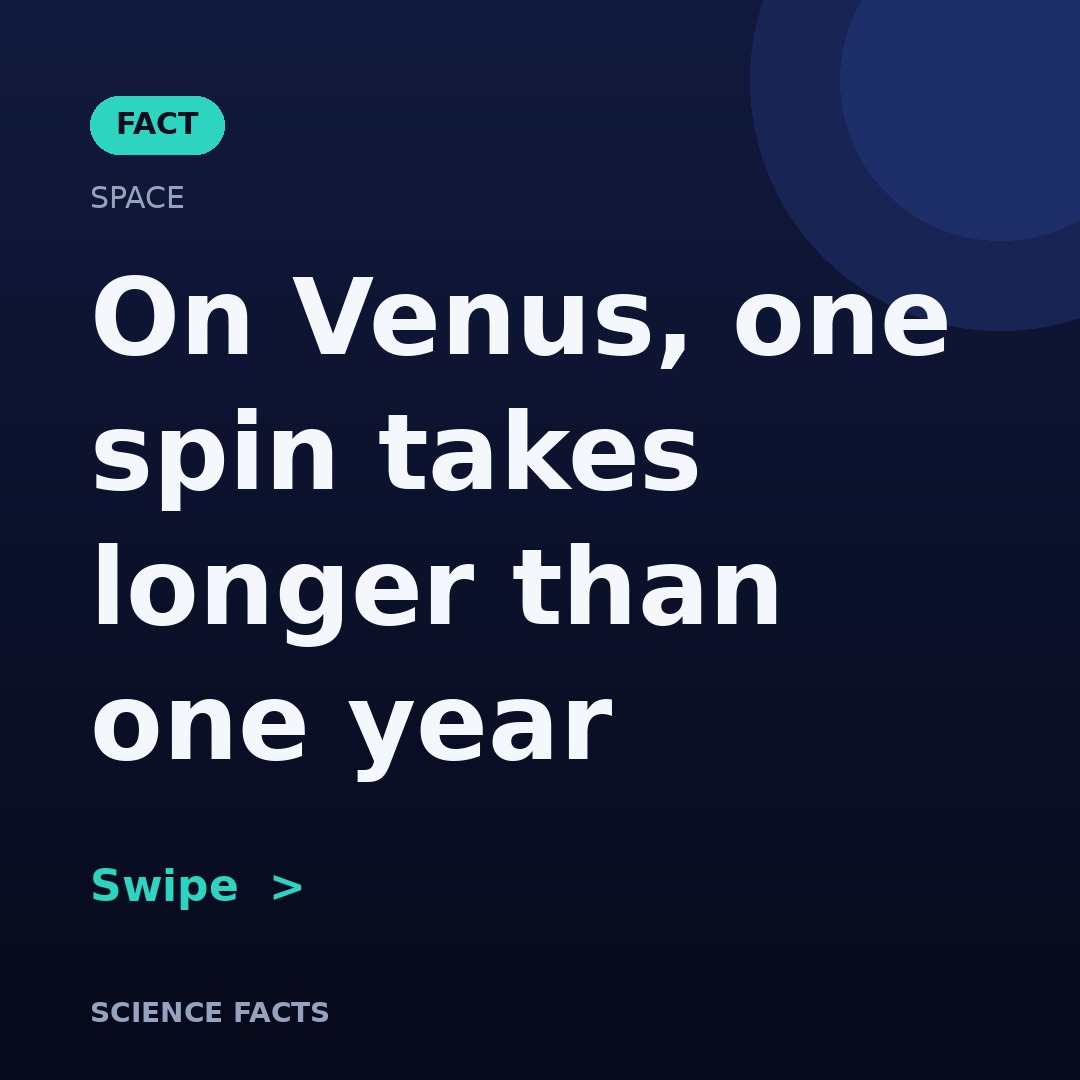 FACT
SPACE
On Venus, one
spin takes
longer than
one year
Swipe >
SCIENCE FACTS